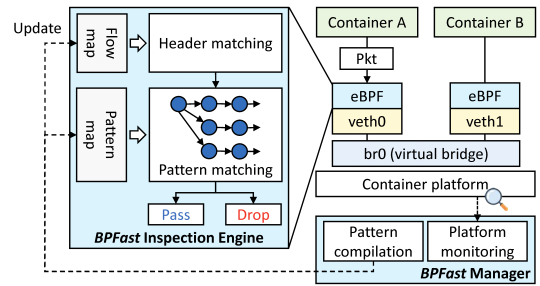 Update
Flow
map
Header matching
Pattern
map
Pattern matching
Pass
Drop
BPFast Inspection Engine
Container A
Container B
Pkt
eBPF
eBPF
veth0
veth1
br0 (virtual bridge)
Container platform
Pattern
compilation
Platform
monitoring
BPFast Manager